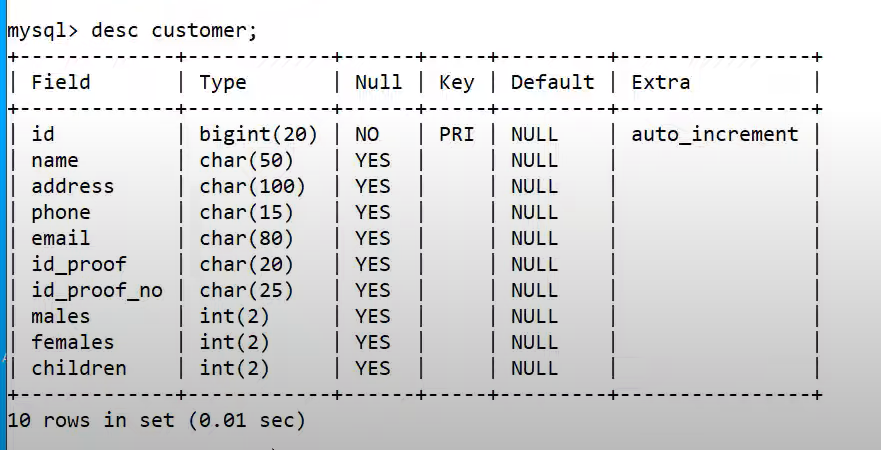 mysql> desc customer;
+-------------+------------+------+-----+---------+----------------+
| Field | Type | Null | Key | Default | Extra |
+-------------+------------+------+-----+---------+----------------+
| id | bigint(20) | NO | PRI | NULL | auto_increment |
| name | char(50) | YES | | NULL | |
| address | char(100) | YES | | NULL | |
| phone | char(15) | YES | | NULL | |
| email | char(80) | YES | | NULL | |
| id_proof | char(20) | YES | | NULL | |
| id_proof_no | char(25) | YES | | NULL | |
| males | int(2) | YES | | NULL | |
| females | int(2) | YES | | NULL | |
| children | int(2) | YES | | NULL | |
+-------------+------------+------+-----+---------+----------------+
10 rows in set (0.01 sec)